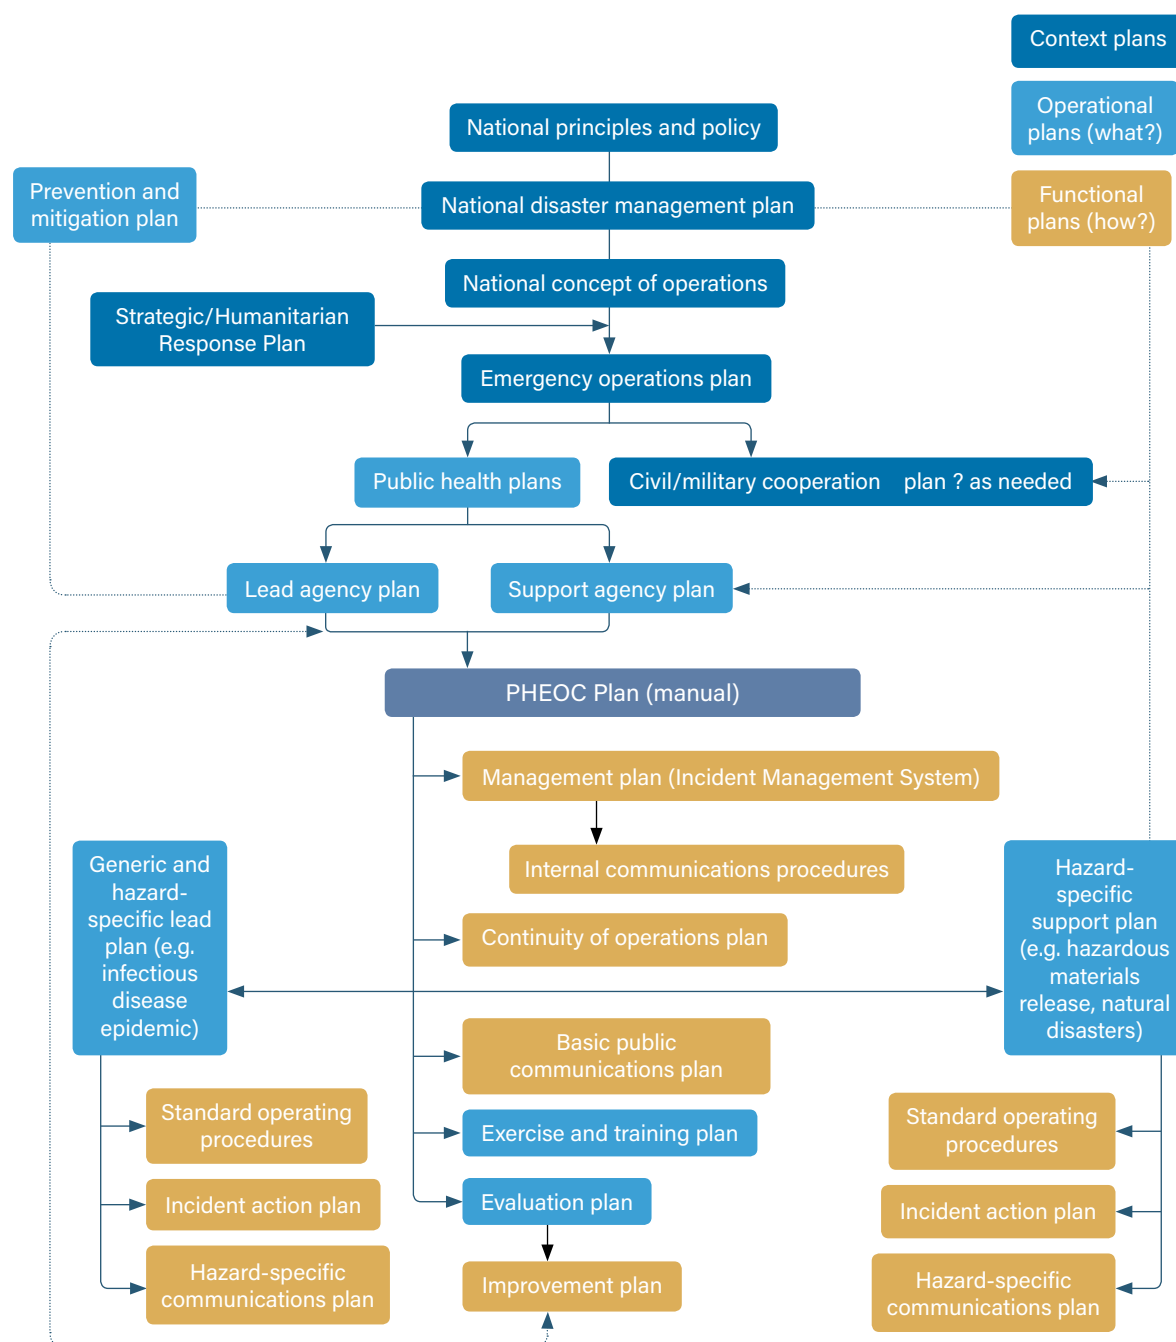 Context plans
Operational
plans (what?)
Functional
plans (how?)
National principles and policy
Prevention and
mitigation plan
National disaster management plan
National concept of operations
Strategic/Humanitarian
Response Plan
Emergency operations plan
Public health plans
Civil/military cooperation plan ? as needed
Lead agency plan
Support agency plan
PHEOC Plan (manual)
Management plan (Incident Management System)
Internal communications procedures
Continuity of operations plan
Generic and
hazard-
specific lead
plan (e.g.
infectious
disease
epidemic)
Hazard-
specific
support plan
(e.g. hazardous
materials
release, natural
disasters)
Basic public
communications plan
Exercise and training plan
Evaluation plan
Improvement plan
Standard operating
procedures
Incident action plan
Hazard-specific
communications plan
Standard operating
procedures
Incident action plan
Hazard-specific
communications plan